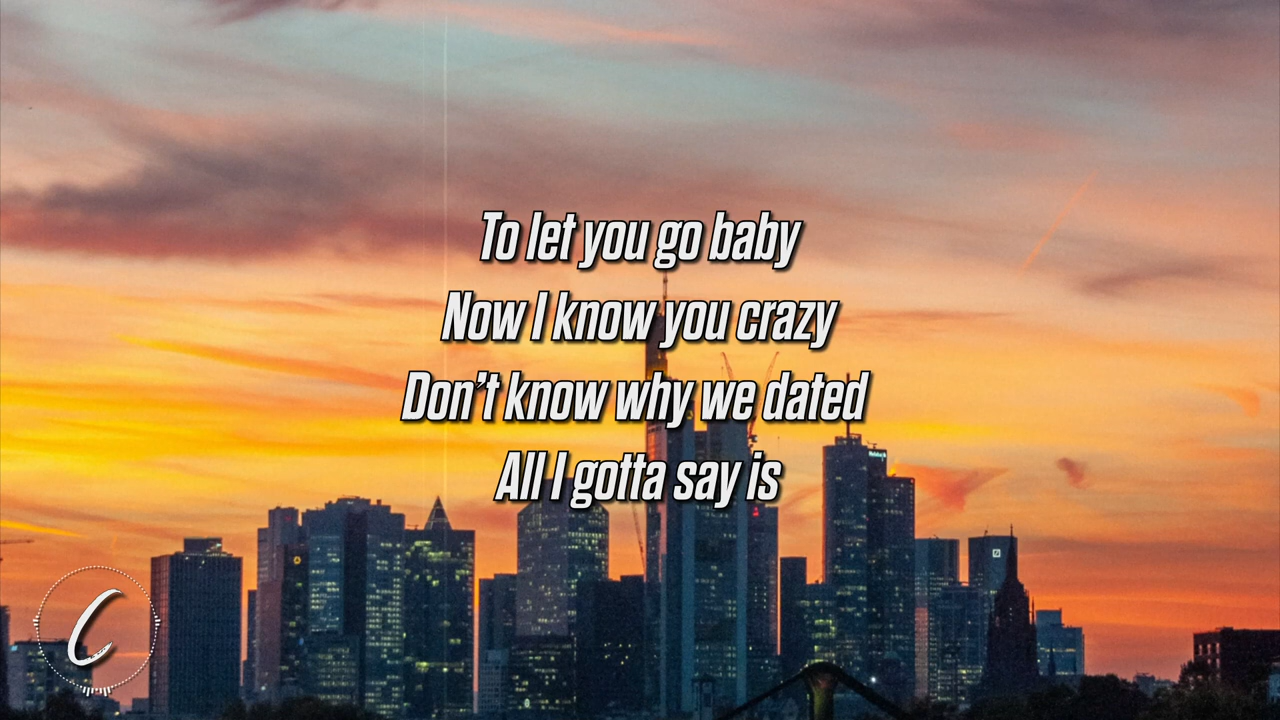 To let you go baby
Now I know you crazy
Don't know why we dated
All I gotta say is
C